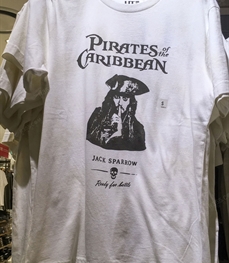 PIRATES of the
CARIBBEAN
JACK SPARROW
Ready for battle